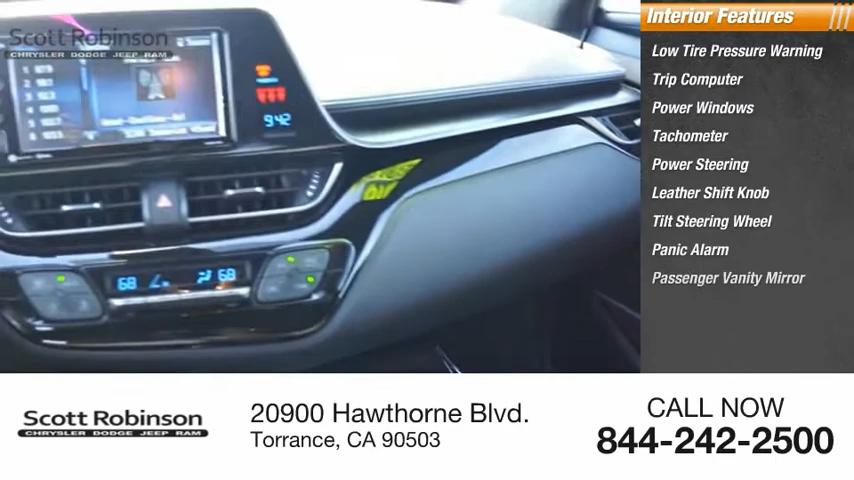 Scott Robinson
CHRYSLER DODGE JEEP RAM
9:42
68
68
Interior Features
Low Tire Pressure Warning
Trip Computer
Power Windows
Tachometer
Power Steering
Leather Shift Knob
Tilt Steering Wheel
Panic Alarm
Passenger Vanity Mirror
Scott Robinson
CHRYSLER DODGE JEEP RAM
20900 Hawthorne Blvd.
Torrance, CA 90503
CALL NOW
844-242-2500